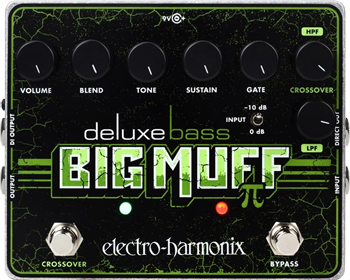 9V +
HPF
VOLUME BLEND TONE SUSTAIN GATE CROSSOVER
-10 dB
INPUT
0 dB
LPF
DI OUTPUT
DIRECT OUT
deluxe bass
BIG MUFF
π
OUTPUT
INPUT
CROSSOVER
electro-harmonix
BYPASS